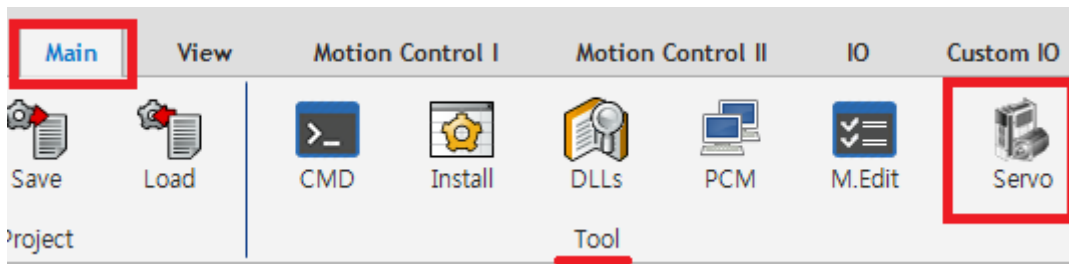 Main View Motion Control I Motion Control II IO Custom IO
Save Load CMD Install DLLs PCM M.Edit Servo
Project Tool